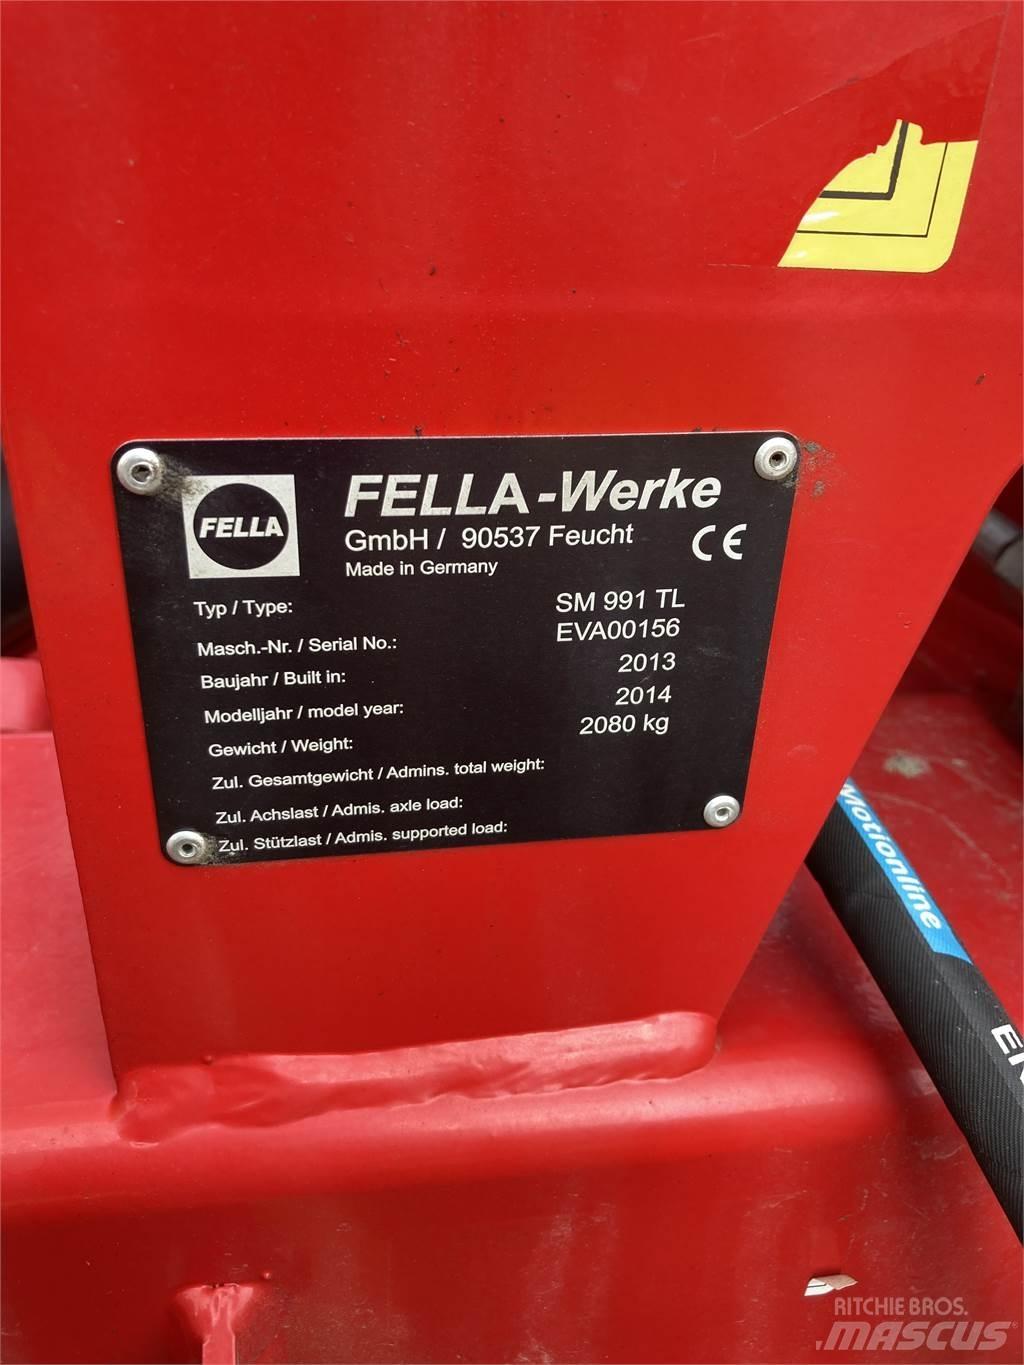 FELLA
FELLA-Werke
GmbH / 90537 Feucht
Made in Germany
CE
Typ / Type: SM 991 TL
Masch.-Nr. / Serial No.: EVA00156
Baujahr / Built in: 2013
Modelljahr / model year: 2014
Gewicht / Weight: 2080 kg
Zul. Gesamtgewicht / Admins. total weight:
Zul. Achslast / Admis. axle load:
Zul. Stützlast / Admis. supported load:
Motionline
RITCHIE BROS.
MASCUS